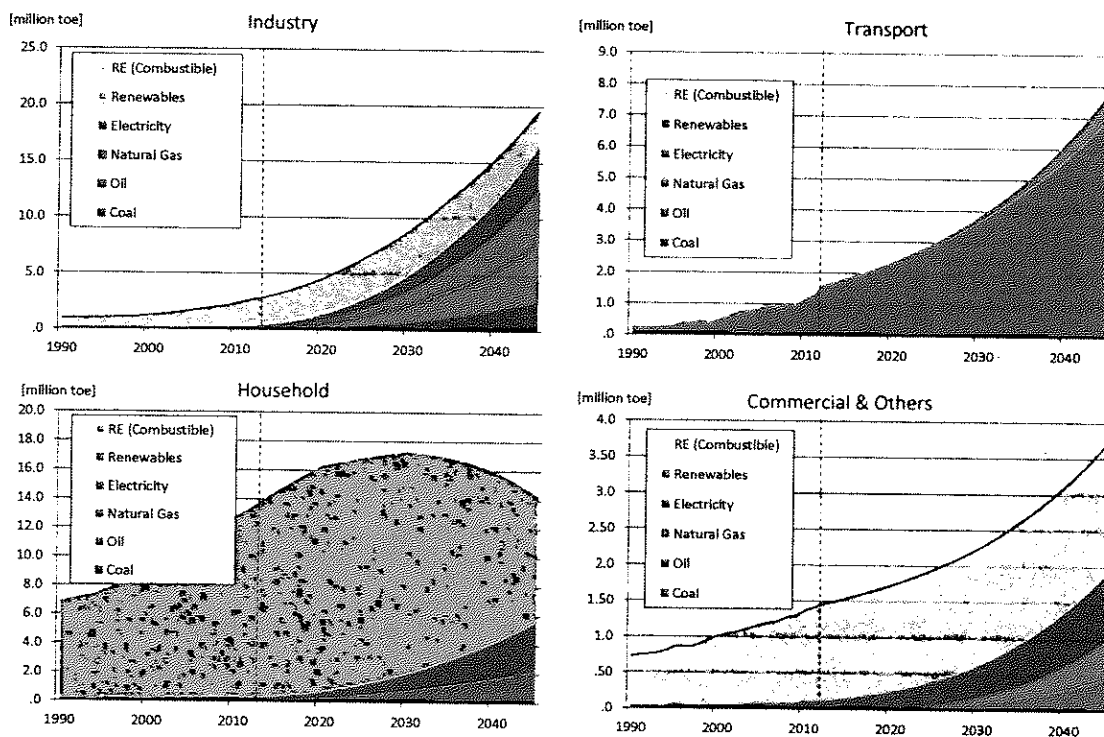 [million toe]
Industry
25.0
20.0
15.0
10.0
5.0
.0
RE (Combustible)
Renewables
Electricity
Natural Gas
Oil
Coal
1990 2000 2010 2020 2030 2040
[million toe]
Transport
9.0
8.0
7.0
6.0
5.0
4.0
3.0
2.0
1.0
.0
RE (Combustible)
Renewables
Electricity
Natural Gas
Oil
Coal
1990 2000 2010 2020 2030 2040
[million toe]
Household
20.0
18.0
16.0
14.0
12.0
10.0
8.0
6.0
4.0
2.0
.0
RE (Combustible)
Renewables
Electricity
Natural Gas
Oil
Coal
1990 2000 2010 2020 2030 2040
[million toe]
Commercial & Others
4.0
3.50
3.0
2.50
2.0
1.50
1.0
.50
.0
RE (Combustible)
Renewables
Electricity
Natural Gas
Oil
Coal
1990 2000 2010 2020 2030 2040